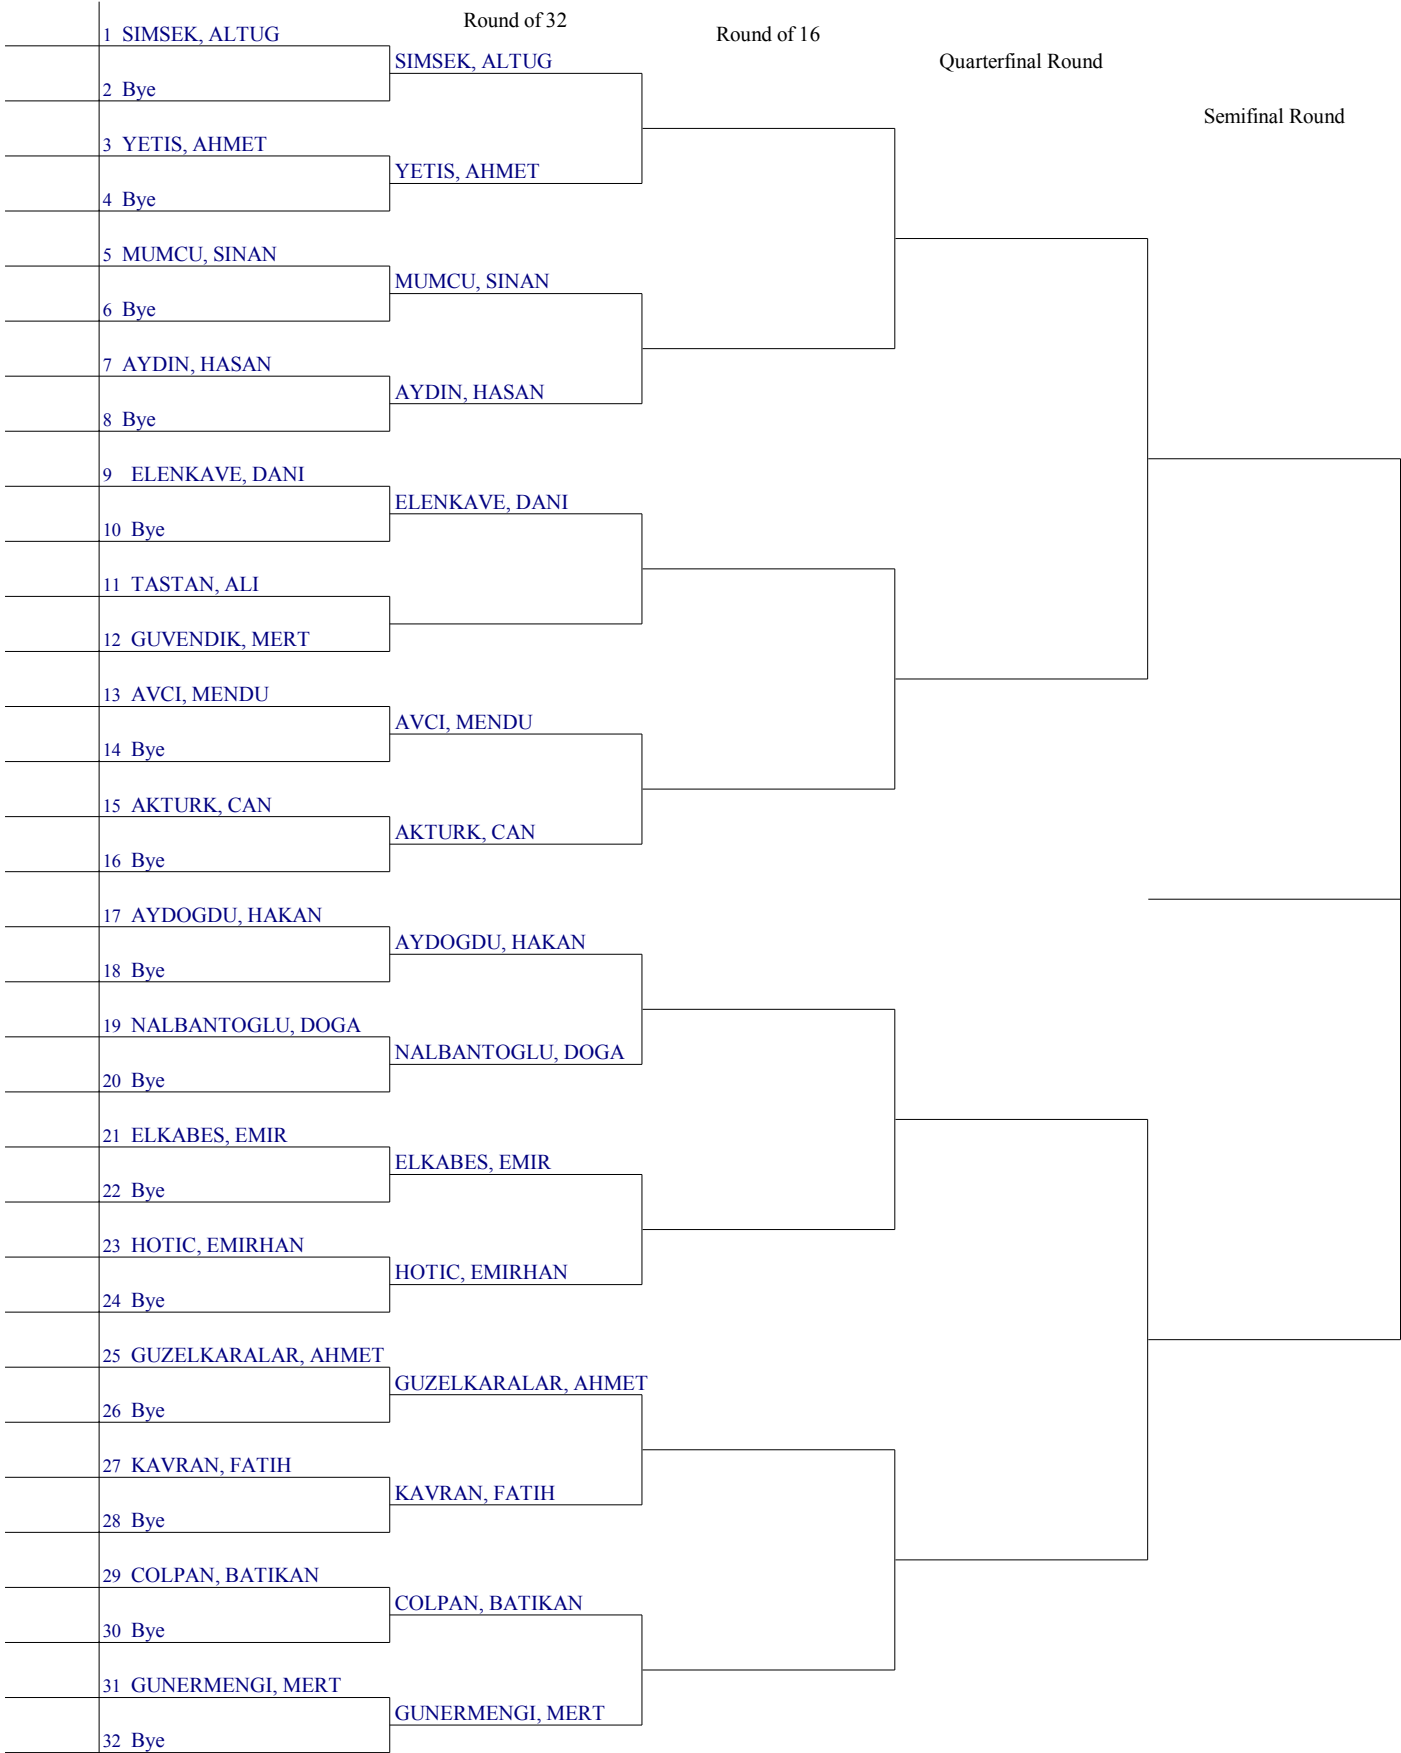 Round of 32
Round of 16
Quarterfinal Round
Semifinal Round
1 SIMSEK, ALTUG
SIMSEK, ALTUG
2 Bye
3 YETIS, AHMET
YETIS, AHMET
4 Bye
5 MUMCU, SINAN
MUMCU, SINAN
6 Bye
7 AYDIN, HASAN
AYDIN, HASAN
8 Bye
9 ELENKAVE, DANI
ELENKAVE, DANI
10 Bye
11 TASTAN, ALI
12 GUVENDIK, MERT
13 AVCI, MENDU
AVCI, MENDU
14 Bye
15 AKTURK, CAN
AKTURK, CAN
16 Bye
17 AYDOGDU, HAKAN
AYDOGDU, HAKAN
18 Bye
19 NALBANTOGLU, DOGA
NALBANTOGLU, DOGA
20 Bye
21 ELKABES, EMIR
ELKABES, EMIR
22 Bye
23 HOTIC, EMIRHAN
HOTIC, EMIRHAN
24 Bye
25 GUZELKARALAR, AHMET
GUZELKARALAR, AHMET
26 Bye
27 KAVRAN, FATIH
KAVRAN, FATIH
28 Bye
29 COLPAN, BATIKAN
COLPAN, BATIKAN
30 Bye
31 GUNERMENGI, MERT
GUNERMENGI, MERT
32 Bye